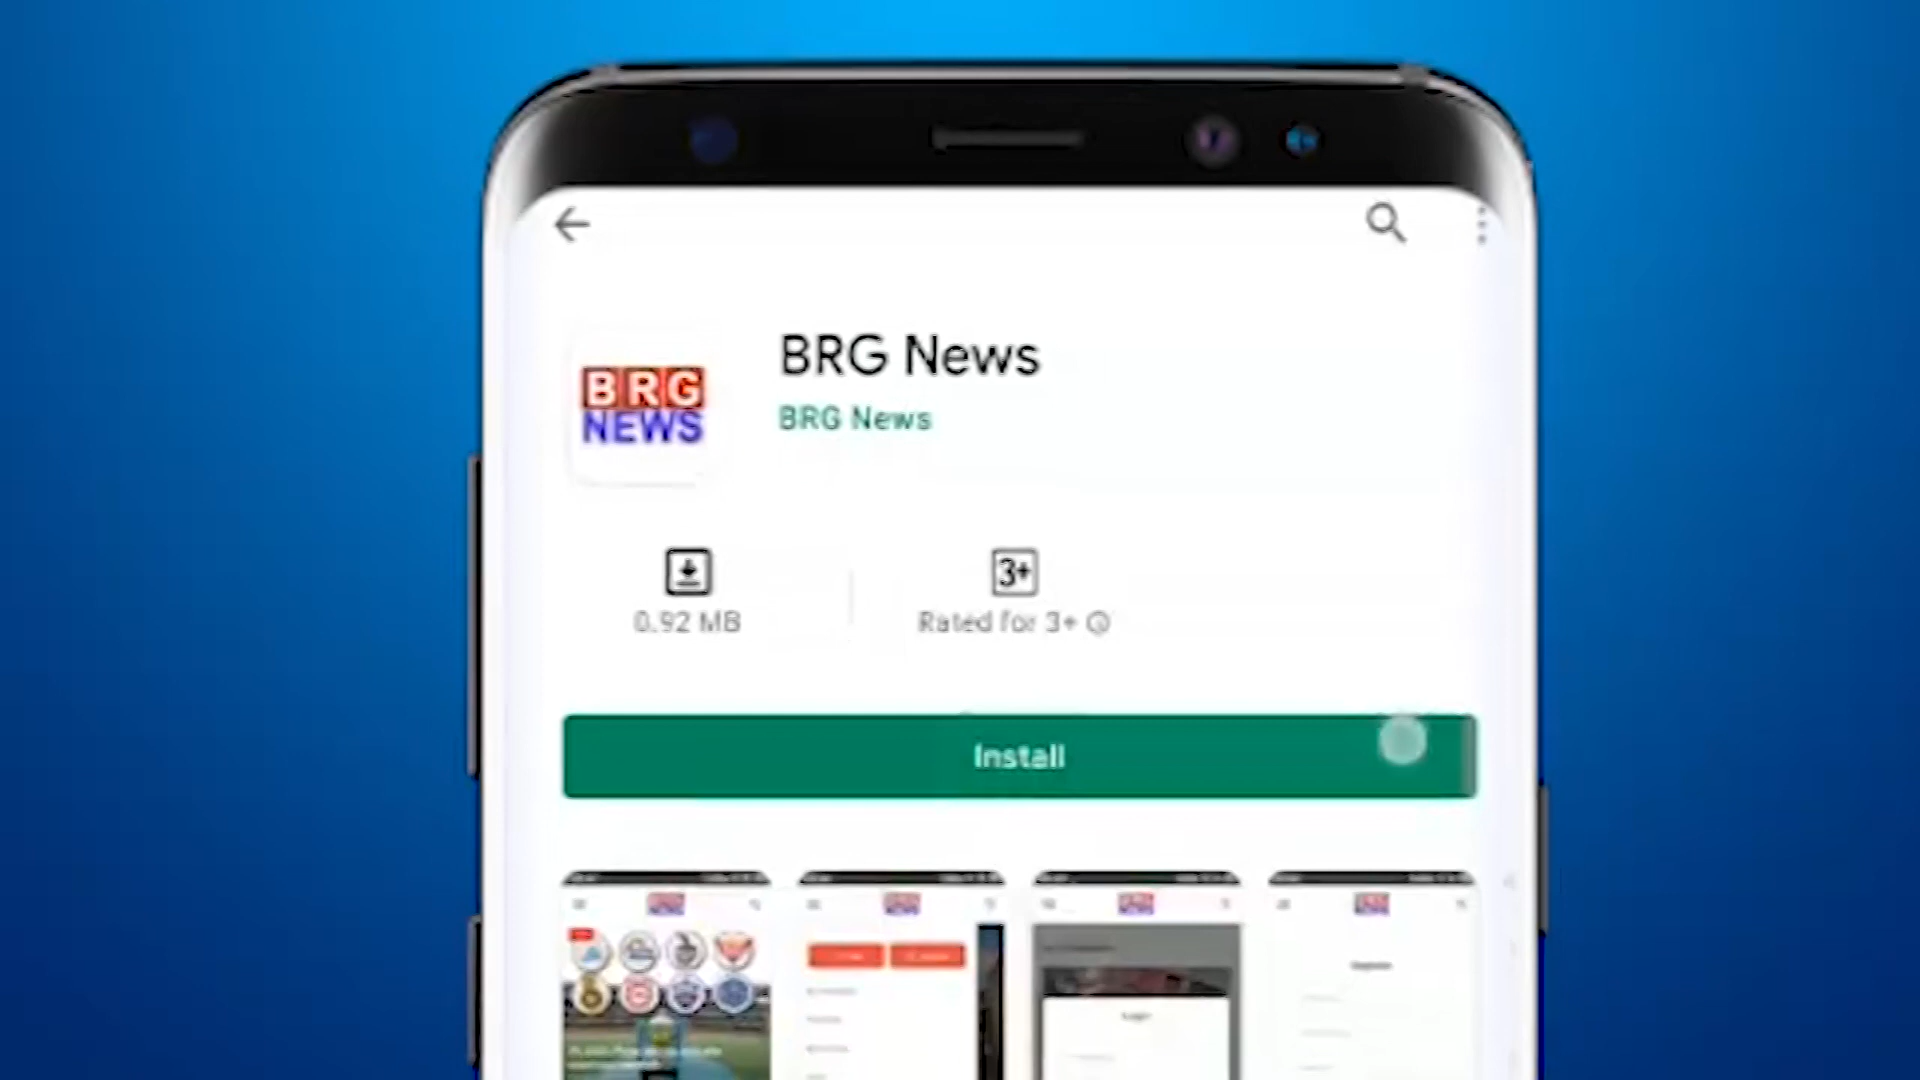 BRG News
BRG
NEWS
BRG News
3+
0.92 MB
Rated for 3+
Install